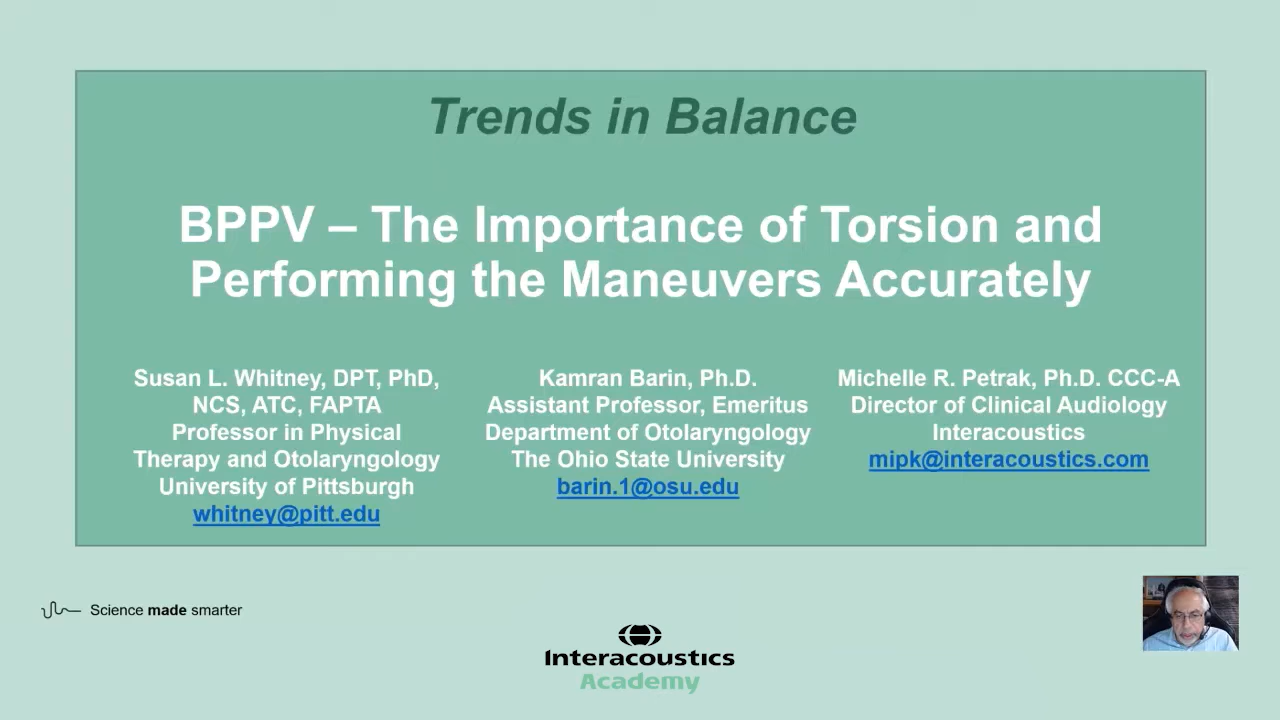 Trends in Balance
BPPV – The Importance of Torsion and
Performing the Maneuvers Accurately
Susan L. Whitney, DPT, PhD,
NCS, ATC, FAPTA
Professor in Physical
Therapy and Otolaryngology
University of Pittsburgh
whitney@pitt.edu
Kamran Barin, Ph.D.
Assistant Professor, Emeritus
Department of Otolaryngology
The Ohio State University
barin.1@osu.edu
Michelle R. Petrak, Ph.D. CCC-A
Director of Clinical Audiology
Interacoustics
mipk@interacoustics.com
Science made smarter
Interacoustics
Academy